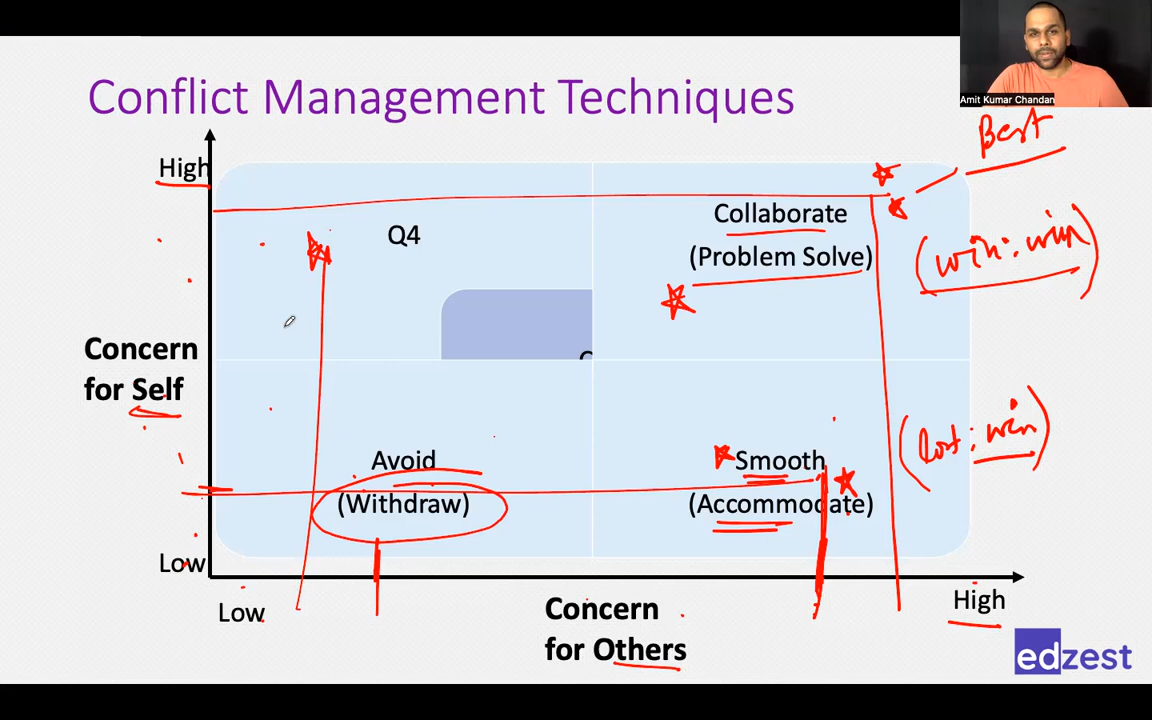 Amit Kumar Chandan
Conflict Management Techniques
Best
High
Q4
Collaborate
(Problem Solve)
(win: win)
Concern
for Self
Avoid
(Withdraw)
Smooth
(Accommodate)
: win)
Low
Low
Concern
for Others
High
edzest